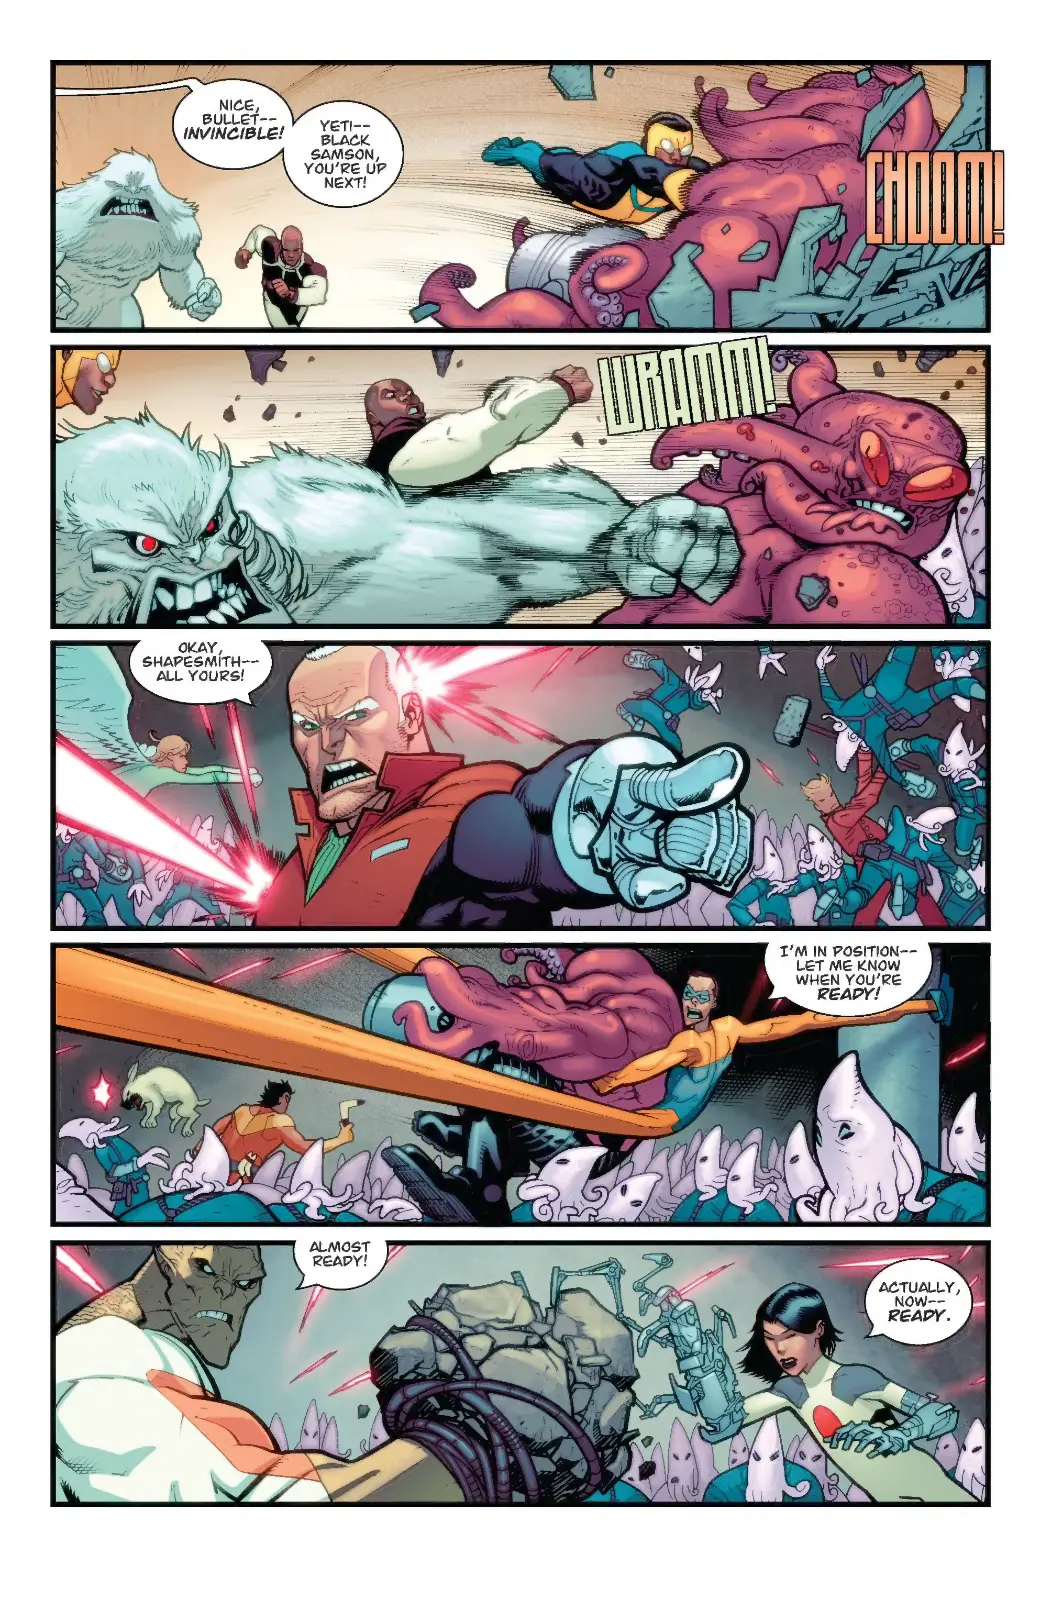 NICE,
BULLET--
INVINCIBLE!
YETI--
BLACK
SAMSON,
YOU'RE UP
NEXT!
CHOOM!
WRAMM!
OKAY,
SHAPESMITH--
ALL YOURS!
I'M IN POSITION--
LET ME KNOW
WHEN YOU'RE
READY!
ALMOST
READY!
ACTUALLY,
NOW--
READY.